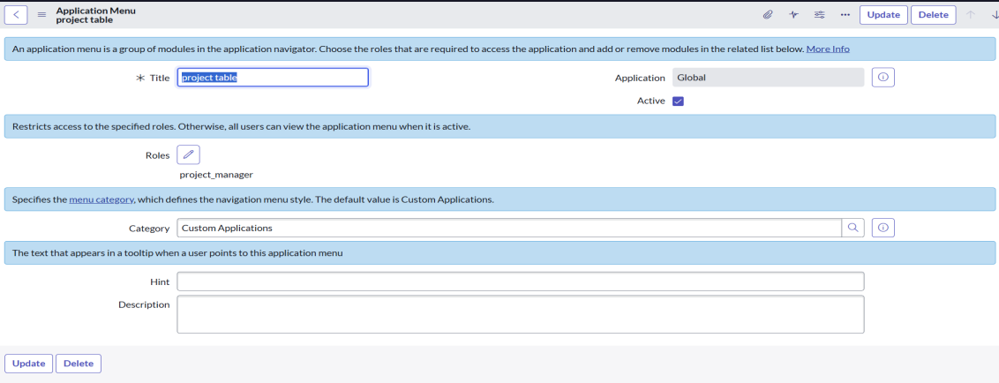 Application Menu
project table
Update
Delete
An application menu is a group of modules in the application navigator. Choose the roles that are required to access the application and add or remove modules in the related list below. More Info
Title project table
Application Global
Active
Restricts access to the specified roles. Otherwise, all users can view the application menu when it is active.
Roles
project_manager
Specifies the menu category, which defines the navigation menu style. The default value is Custom Applications.
Category Custom Applications
The text that appears in a tooltip when a user points to this application menu
Hint
Description
Update Delete